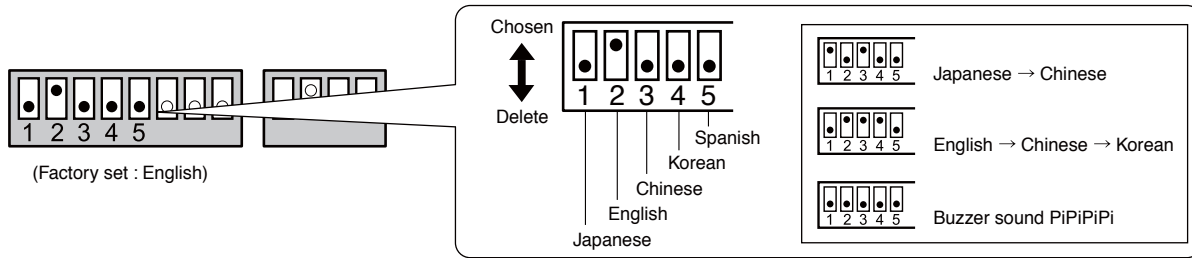 1 2 3 4 5
(Factory set : English)
Chosen
Delete
1 2 3 4 5
Spanish
Korean
Chinese
English
Japanese
1 2 3 4 5
Japanese → Chinese
1 2 3 4 5
English → Chinese → Korean
1 2 3 4 5
Buzzer sound PiPiPiPi